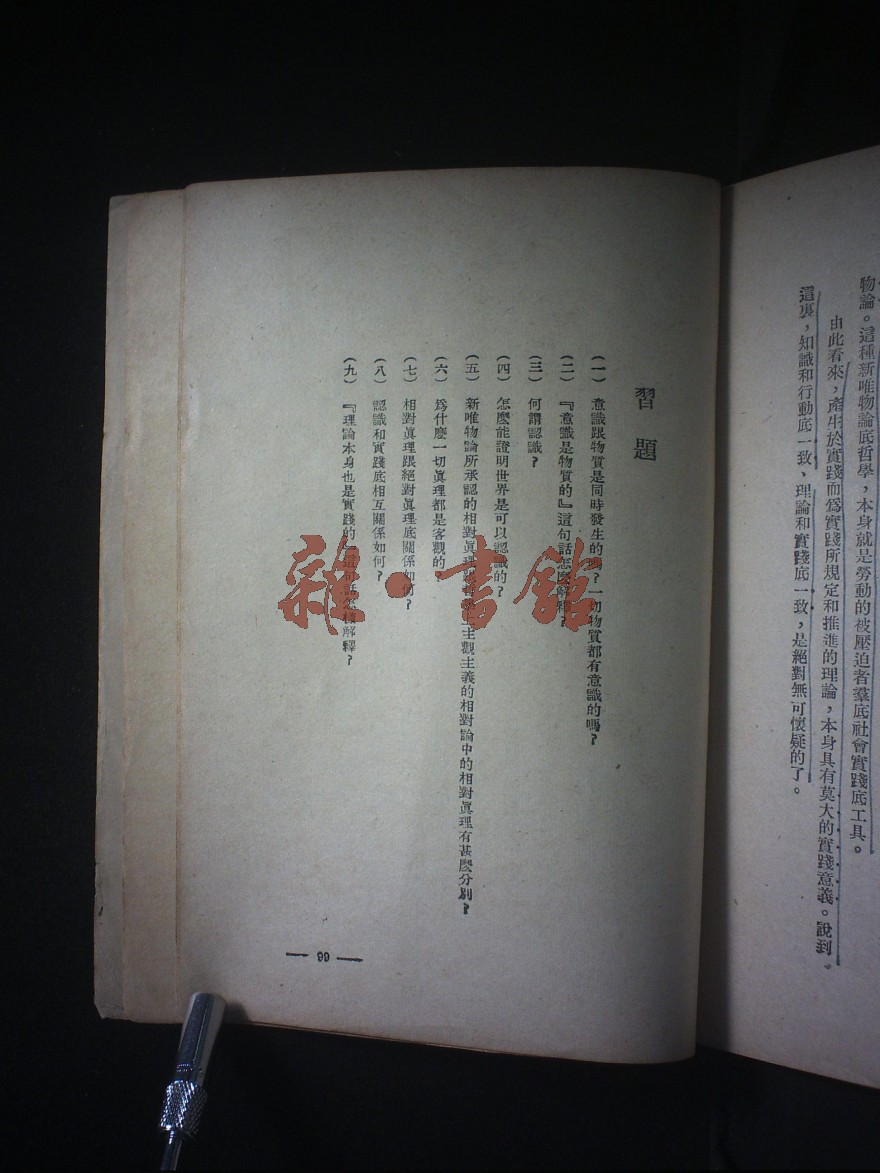 物論。這種新唯物論底哲學，本身就是勞動的被壓迫者羣底社會實踐底工具。
由此看來，產生於實踐而爲實踐所規定和推進的理論，本身具有莫大的實踐意義。說到
這裏，知識和行動底一致、理論和實踐底一致，是絕對無可懷疑的了。
習題
（一）意識跟物質是同時發生的嗎？一切物質都有意識的嗎？
（二）『意識是物質的』這句話怎麽解釋？
（三）何謂認識？
（四）怎麽能證明世界是可以認識的？
（五）新唯物論所承認的相對眞理主觀主義的相對論中的相對眞理有甚麽分別？
（六）爲什麽一切眞理都是客觀的
（七）相對眞理跟絕對眞理底關係如何？
（八）認識和實踐底相互關係如何？
（九）『理論本身也是實踐的』這句話怎樣解釋？
— 99 —
雜·書館